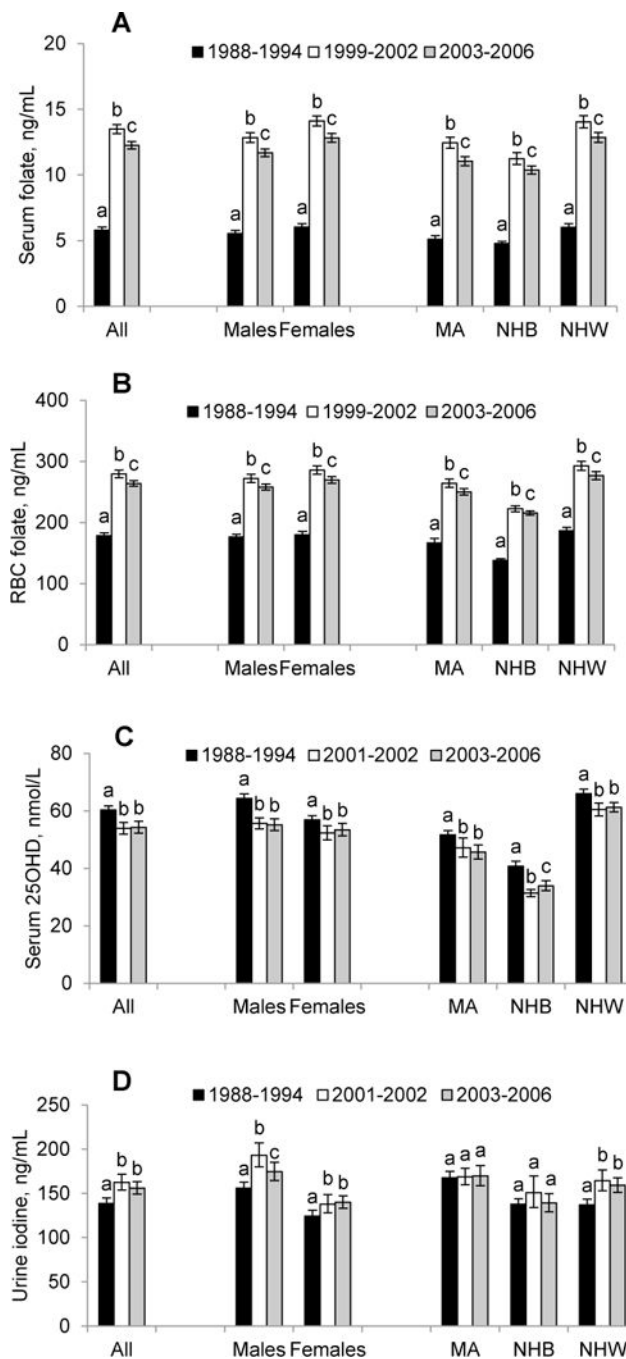 A
1988-1994 1999-2002 2003-2006
Serum folate, ng/mL
20
15
10
5
0
a b c a b c a b c a b c a b c a b c
All Males Females MA NHB NHW
B
1988-1994 1999-2002 2003-2006
RBC folate, ng/mL
400
300
200
100
0
a b c a b c a b c a b c a b c a b c
All Males Females MA NHB NHW
C
1988-1994 2001-2002 2003-2006
Serum 25OHD, nmol/L
80
60
40
20
0
a b b a b b a b b a b b a b c a b b
All Males Females MA NHB NHW
D
1988-1994 2001-2002 2003-2006
Urine iodine, ng/mL
250
200
150
100
50
0
a b b a b c a b b a a a a a a a b b
All Males Females MA NHB NHW